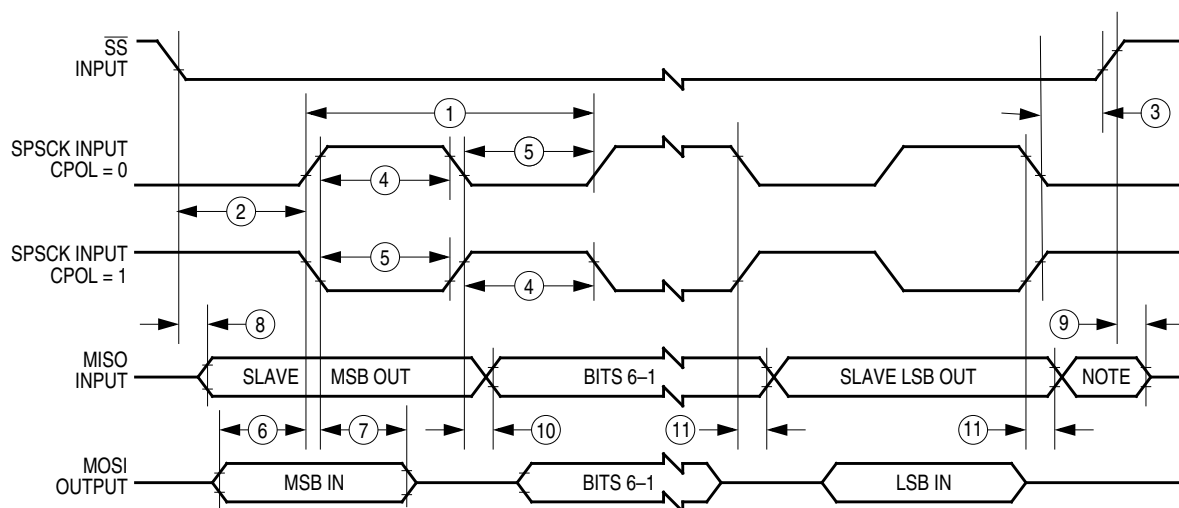 SS
INPUT
1
3
SPSCK INPUT
CPOL = 0
5
4
2
SPSCK INPUT
CPOL = 1
5
4
8
9
MISO
INPUT
SLAVE MSB OUT
BITS 6–1
SLAVE LSB OUT
NOTE
6
7
10
11
11
MOSI
OUTPUT
MSB IN
BITS 6–1
LSB IN